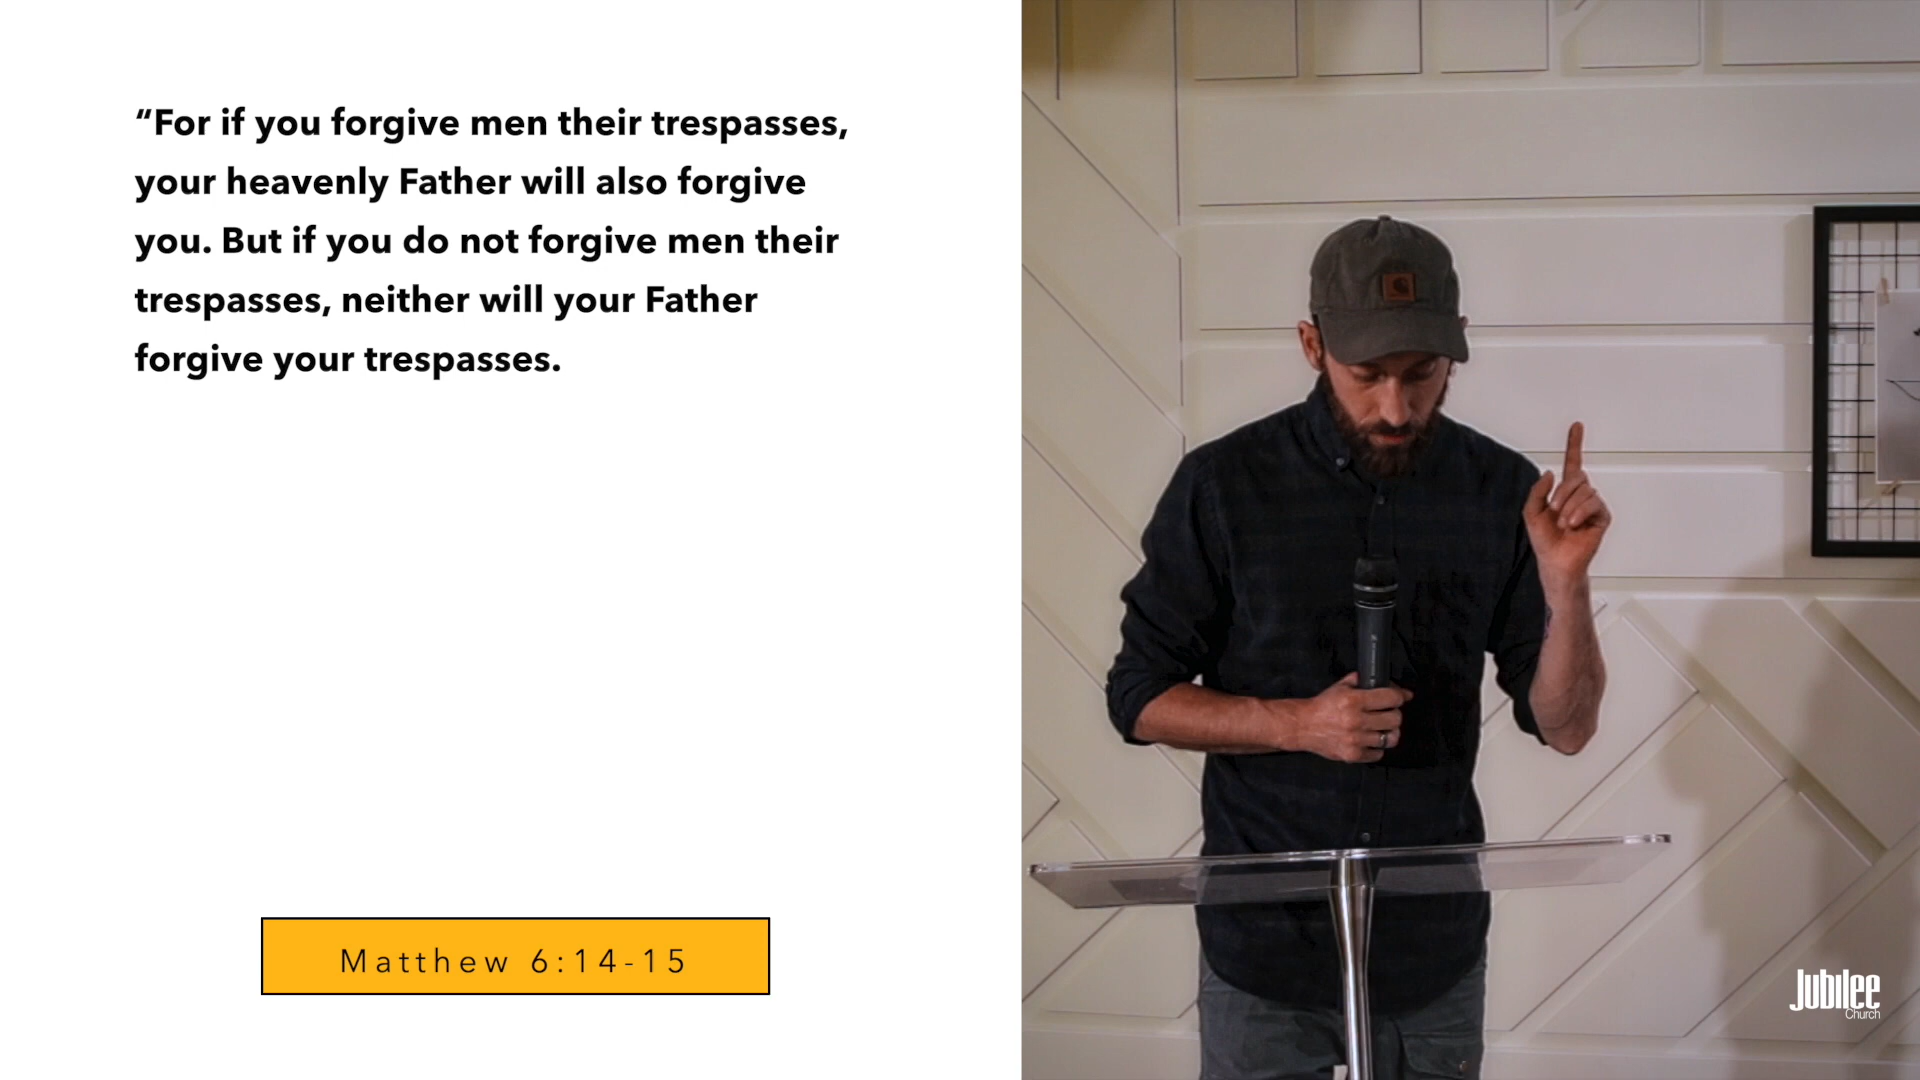 “For if you forgive men their trespasses,
your heavenly Father will also forgive
you. But if you do not forgive men their
trespasses, neither will your Father
forgive your trespasses.
Matthew 6:14-15
Jubilee
Church